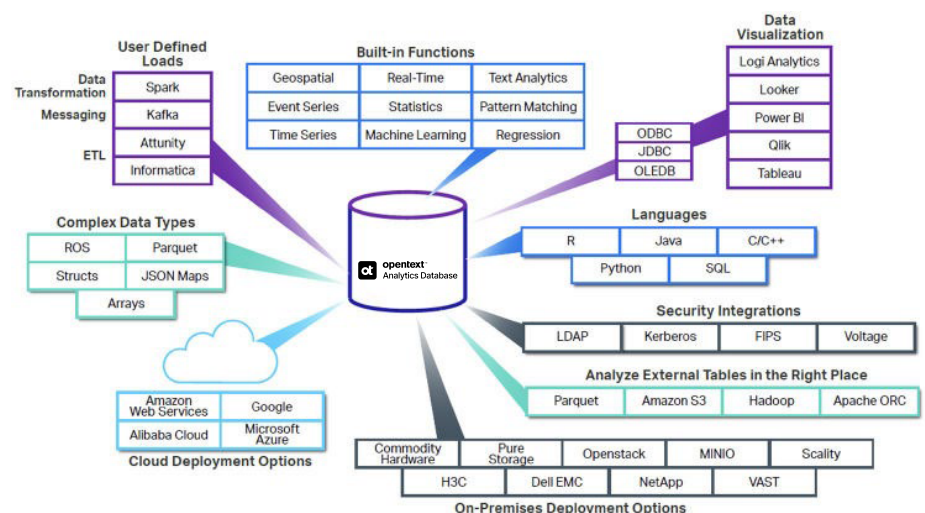 User Defined
Loads
Data
Transformation
Messaging
ETL
Spark
Kafka
Attunity
Informatica
Built-in Functions
Geospatial
Real-Time
Text Analytics
Event Series
Statistics
Pattern Matching
Time Series
Machine Learning
Regression
Data
Visualization
Logi Analytics
Looker
Power BI
Qlik
Tableau
ODBC
JDBC
OLEDB
Complex Data Types
ROS
Parquet
Structs
JSON Maps
Arrays
ot
opentext™
Analytics Database
Languages
R
Java
C/C++
Python
SQL
Security Integrations
LDAP
Kerberos
FIPS
Voltage
Analyze External Tables in the Right Place
Parquet
Amazon S3
Hadoop
Apache ORC
Amazon
Web Services
Google
Alibaba Cloud
Microsoft
Azure
Cloud Deployment Options
Commodity
Hardware
Pure
Storage
Openstack
MINIO
Scality
H3C
Dell EMC
NetApp
VAST
On-Premises Deployment Options